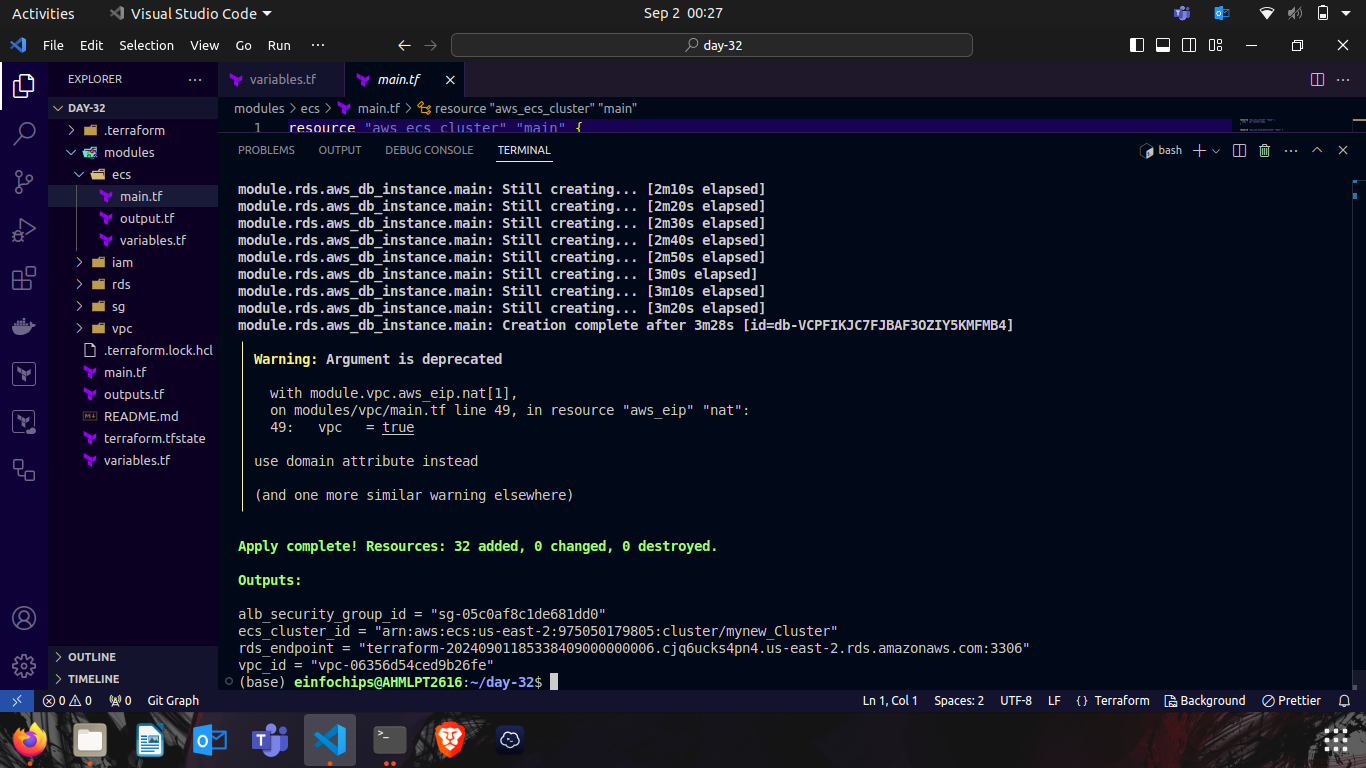 Activities
Visual Studio Code
Sep 2 00:27
File Edit Selection View Go Run ···
day-32
EXPLORER ···
DAY-32
.terraform
modules
ecs
main.tf
output.tf
variables.tf
iam
rds
sg
vpc
.terraform.lock.hcl
main.tf
outputs.tf
README.md
terraform.tfstate
variables.tf
OUTLINE
TIMELINE
variables.tf
main.tf
modules > ecs > main.tf > resource "aws_ecs_cluster" "main"
1 resource "aws_ecs_cluster" "main" {
PROBLEMS OUTPUT DEBUG CONSOLE TERMINAL
bash
module.rds.aws_db_instance.main: Still creating... [2m10s elapsed]
module.rds.aws_db_instance.main: Still creating... [2m20s elapsed]
module.rds.aws_db_instance.main: Still creating... [2m30s elapsed]
module.rds.aws_db_instance.main: Still creating... [2m40s elapsed]
module.rds.aws_db_instance.main: Still creating... [2m50s elapsed]
module.rds.aws_db_instance.main: Still creating... [3m0s elapsed]
module.rds.aws_db_instance.main: Still creating... [3m10s elapsed]
module.rds.aws_db_instance.main: Still creating... [3m20s elapsed]
module.rds.aws_db_instance.main: Creation complete after 3m28s [id=db-VCPFIKJC7FJBAF3OZIY5KMFMB4]
Warning: Argument is deprecated
with module.vpc.aws_eip.nat[1],
on modules/vpc/main.tf line 49, in resource "aws_eip" "nat":
49: vpc = true
use domain attribute instead
(and one more similar warning elsewhere)
Apply complete! Resources: 32 added, 0 changed, 0 destroyed.
Outputs:
alb_security_group_id = "sg-05c0af8c1de681dd0"
ecs_cluster_id = "arn:aws:ecs:us-east-2:975050179805:cluster/mynew_Cluster"
rds_endpoint = "terraform-20240901185338409000000006.cjq6ucks4pn4.us-east-2.rds.amazonaws.com:3306"
vpc_id = "vpc-06356d54ced9b26fe"
(base) einfochips@AHMLPT2616:~/day-32$
0 0 0 Git Graph
Ln 1, Col 1 Spaces: 2 UTF-8 LF {} Terraform Background Prettier